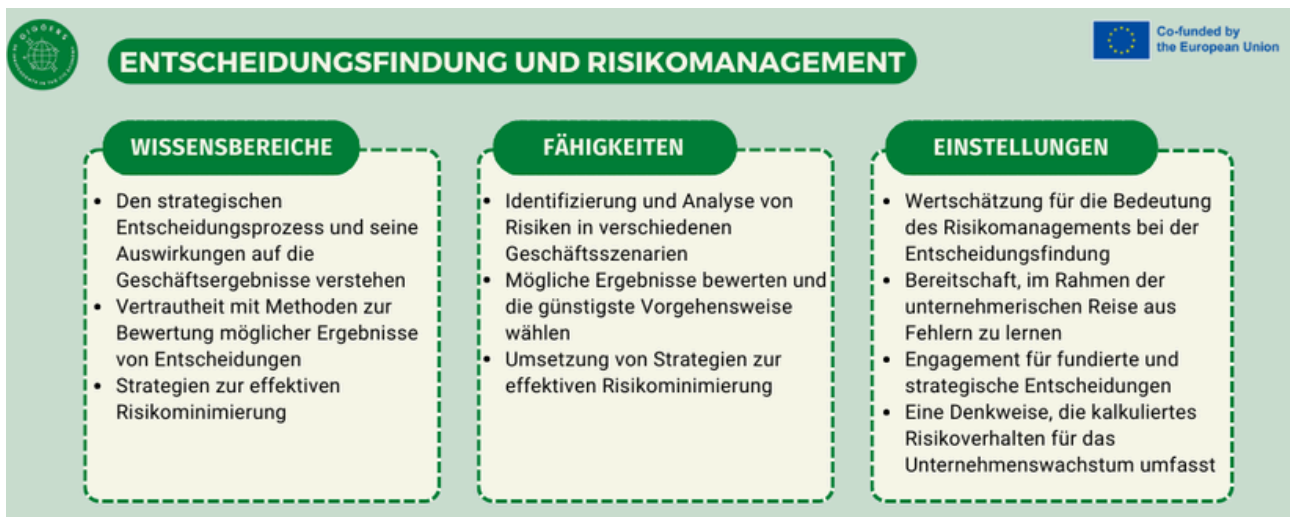 GIGGERS
Co-funded by
the European Union
ENTSCHEIDUNGSFINDUNG UND RISIKOMANAGEMENT
WISSENSBEREICHE
• Den strategischen
Entscheidungsprozess und seine
Auswirkungen auf die
Geschäftsergebnisse verstehen
• Vertrautheit mit Methoden zur
Bewertung möglicher Ergebnisse
von Entscheidungen
• Strategien zur effektiven
Risikominimierung
FÄHIGKEITEN
• Identifizierung und Analyse von
Risiken in verschiedenen
Geschäftsszenarien
• Mögliche Ergebnisse bewerten und
die günstigste Vorgehensweise
wählen
• Umsetzung von Strategien zur
effektiven Risikominimierung
EINSTELLUNGEN
• Wertschätzung für die Bedeutung
des Risikomanagements bei der
Entscheidungsfindung
• Bereitschaft, im Rahmen der
unternehmerischen Reise aus
Fehlern zu lernen
• Engagement für fundierte und
strategische Entscheidungen
• Eine Denkweise, die kalkuliertes
Risikoverhalten für das
Unternehmenswachstum umfasst